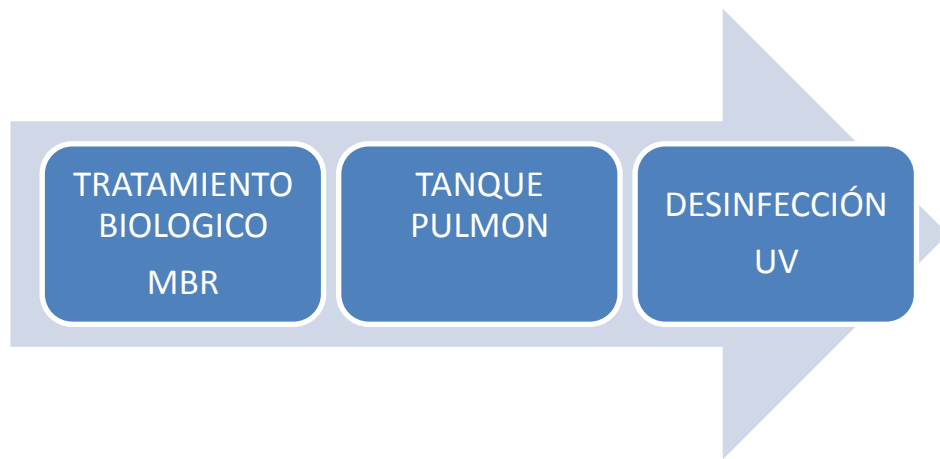 TRATAMIENTO
BIOLOGICO
MBR
TANQUE
PULMON
DESINFECCIÓN
UV